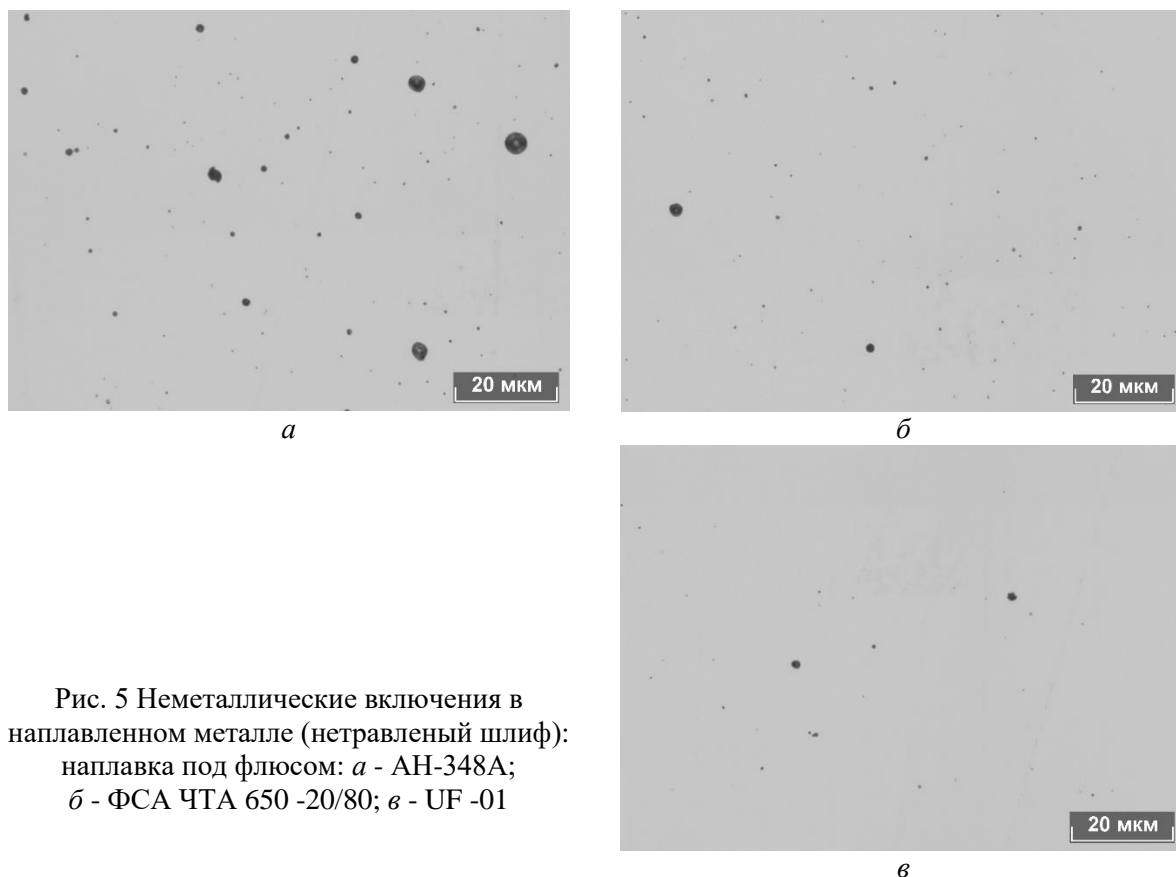 20 мкм
20 мкм
а
б
20 мкм
Рис. 5 Неметаллические включения в
наплавленном металле (нетравленый шлиф):
наплавка под флюсом: а - АН-348А;
б - ФСА ЧТА 650 -20/80; в - UF -01
в